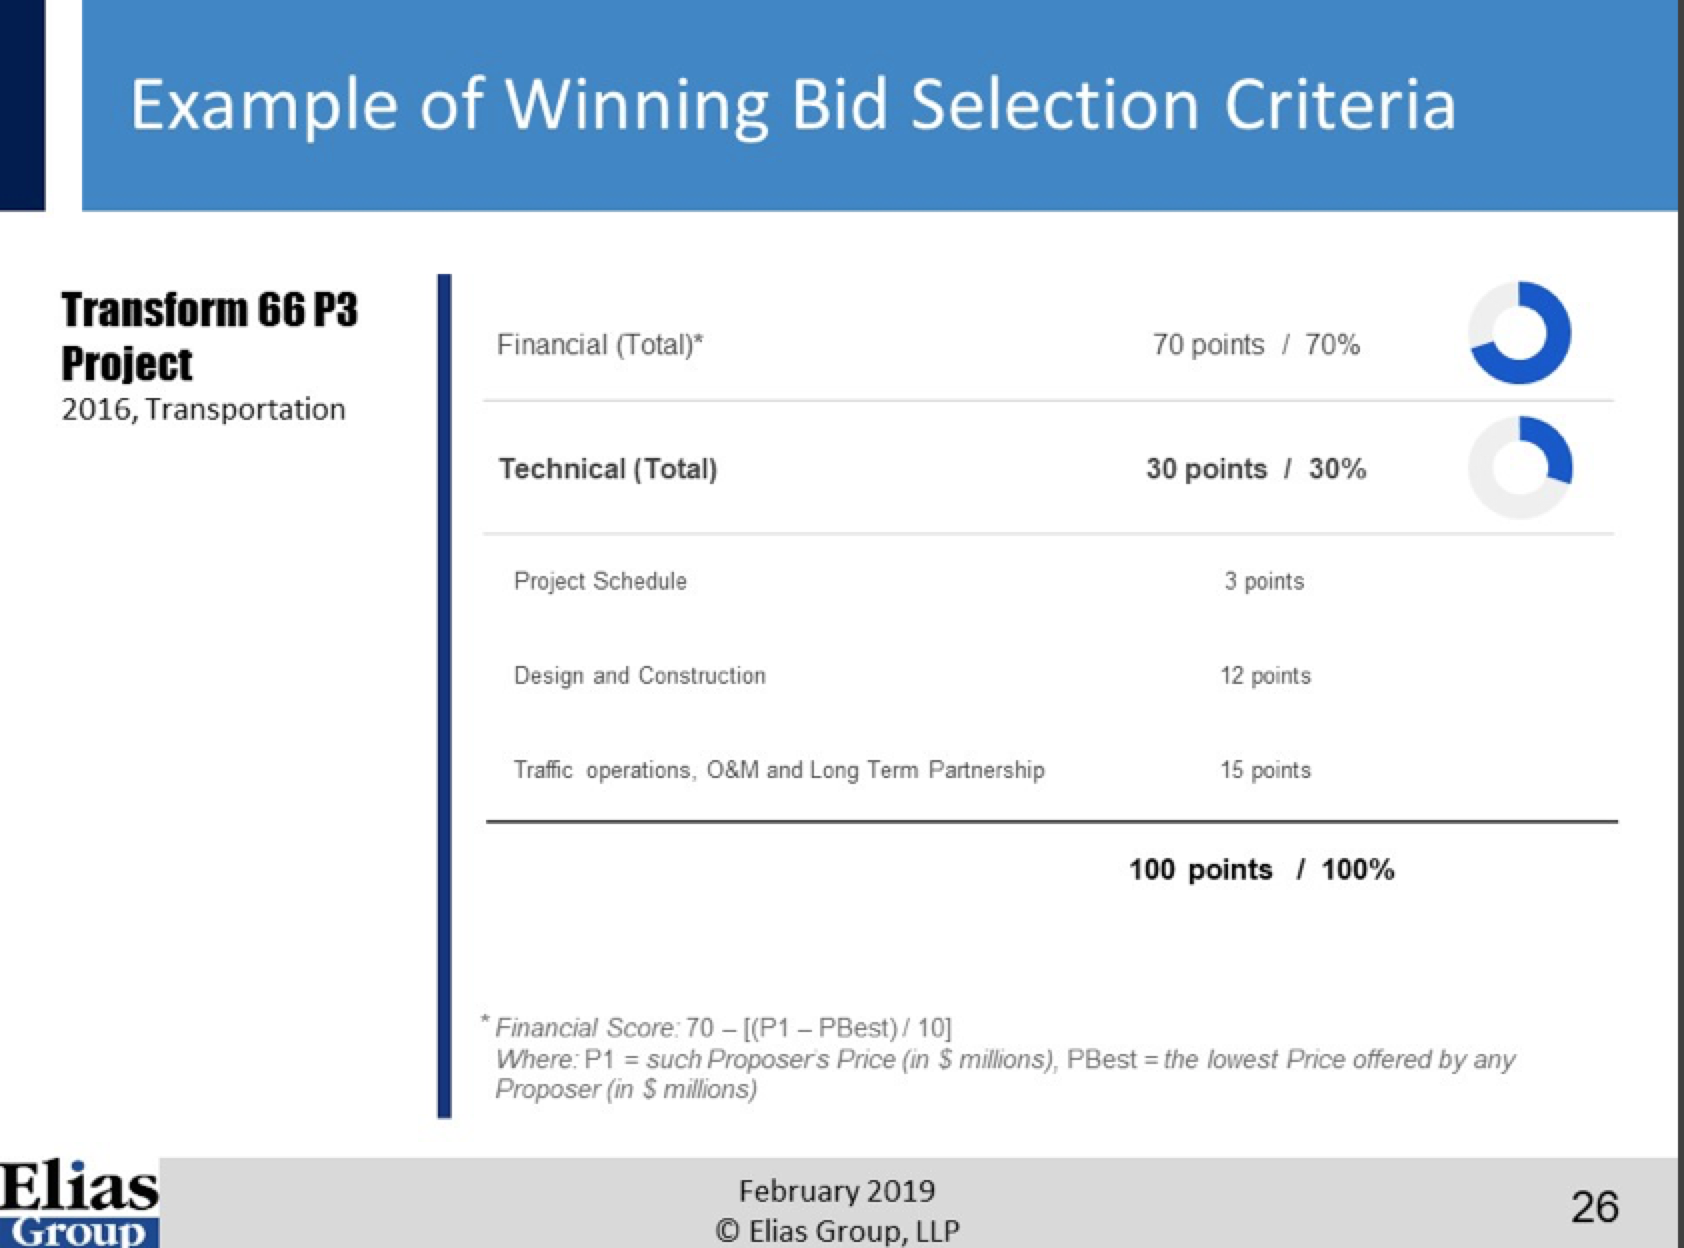 Example of Winning Bid Selection Criteria
Transform 66 P3
Project
2016, Transportation
Financial (Total)* 70 points / 70%
Technical (Total) 30 points / 30%
Project Schedule 3 points
Design and Construction 12 points
Traffic operations, O&M and Long Term Partnership 15 points
100 points / 100%
* Financial Score: 70 – [(P1 – PBest) / 10]
Where: P1 = such Proposer's Price (in $ millions), PBest = the lowest Price offered by any
Proposer (in $ millions)
Elias
Group
February 2019
© Elias Group, LLP
26